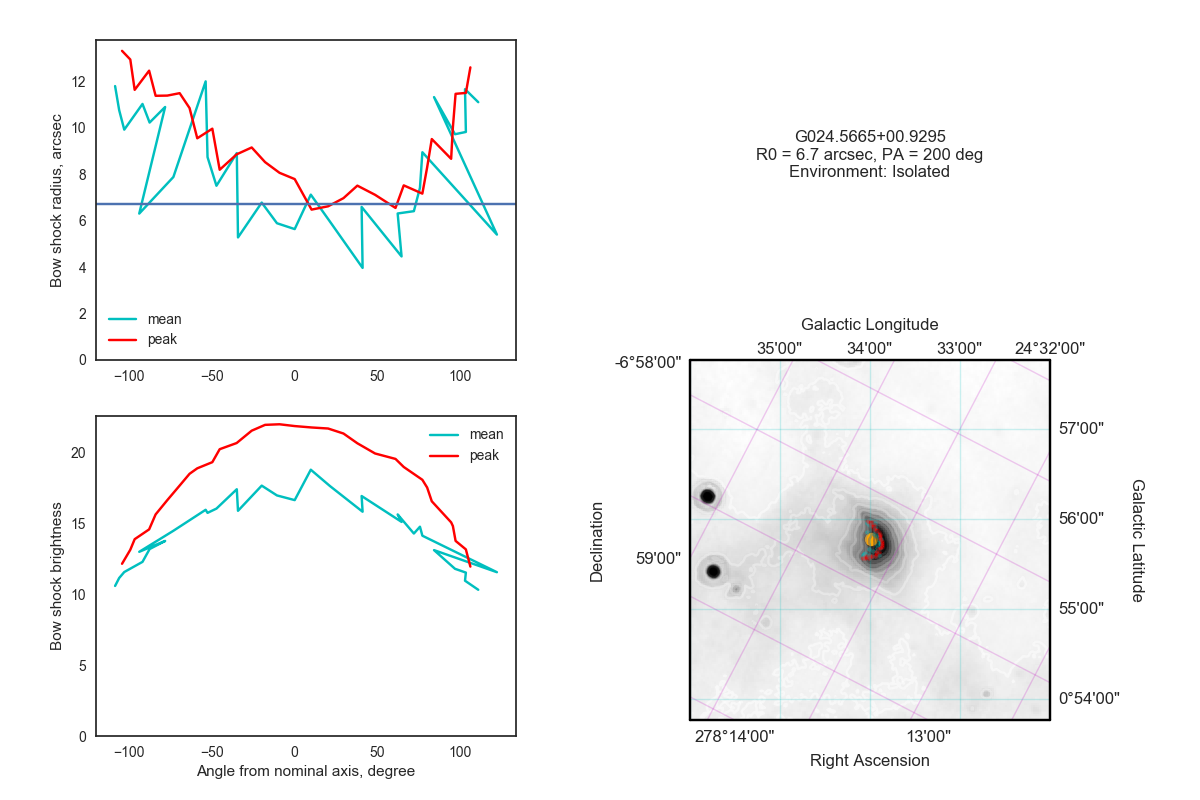 12
10
8
6
4
2
0
Bow shock radius, arcsec
mean
peak
−100
−50
0
50
100
20
15
10
5
0
Bow shock brightness
mean
peak
−100
−50
0
50
100
Angle from nominal axis, degree
G024.5665+00.9295
R0 = 6.7 arcsec, PA = 200 deg
Environment: Isolated
Galactic Longitude
35'00" 34'00" 33'00" 24°32'00"
-6°58'00"
59'00"
Declination
57'00"
56'00"
55'00"
0°54'00"
Galactic Latitude
278°14'00" 13'00"
Right Ascension